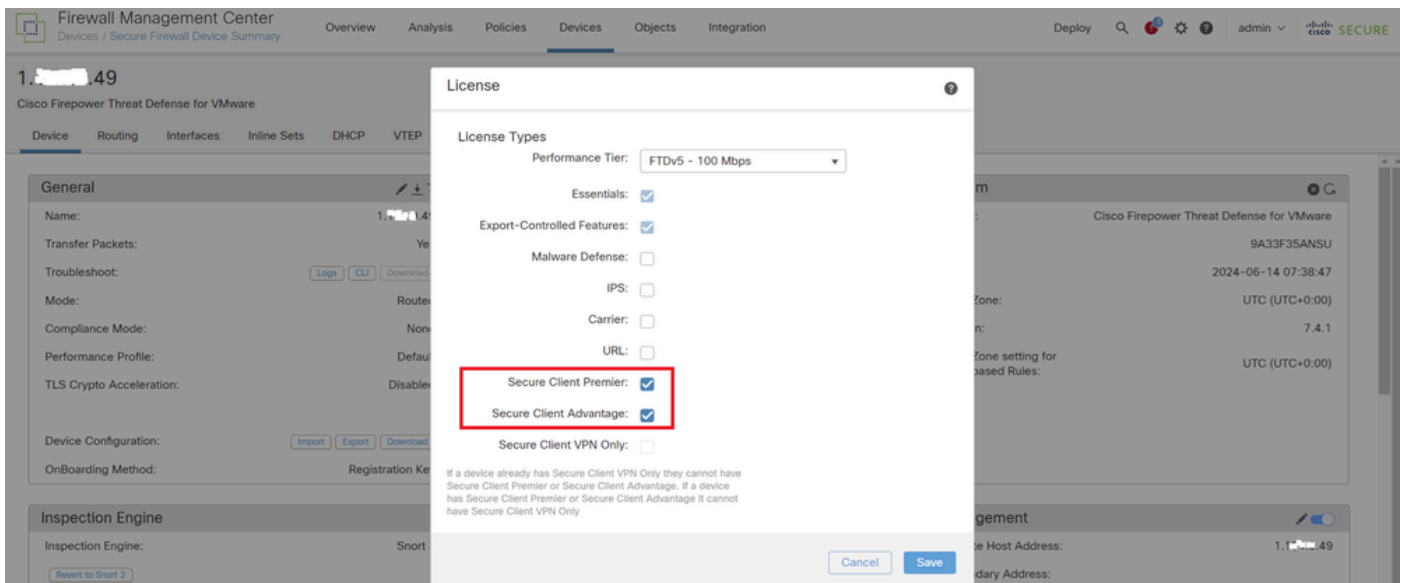 Firewall Management Center
Devices / Secure Firewall Device Summary
Overview Analysis Policies Devices Objects Integration
Deploy admin cisco SECURE
.49
Cisco Firepower Threat Defense for VMware
Device Routing Interfaces Inline Sets DHCP VTEP
License
License Types
Performance Tier: FTDv5 - 100 Mbps
Essentials:
Export-Controlled Features:
Malware Defense:
IPS:
Carrier:
URL:
Secure Client Premier:
Secure Client Advantage:
Secure Client VPN Only:
If a device already has Secure Client VPN Only they cannot have
Secure Client Premier or Secure Client Advantage. If a device
has Secure Client Premier or Secure Client Advantage it cannot
have Secure Client VPN Only
Cancel Save
General
Name:
Transfer Packets: Ye
Troubleshoot: Logs CLI Download
Mode: Route
Compliance Mode: Non
Performance Profile: Defau
TLS Crypto Acceleration: Disable
Device Configuration: Import Export Download
OnBoarding Method: Registration Ke
Inspection Engine
Inspection Engine: Snort
Revert to Snort 2
m
: Cisco Firepower Threat Defense for VMware
9A33F35ANSU
2024-06-14 07:38:47
Zone: UTC (UTC+0:00)
n: 7.4.1
Zone setting for
based Rules: UTC (UTC+0:00)
gement
te Host Address: .49
dary Address: